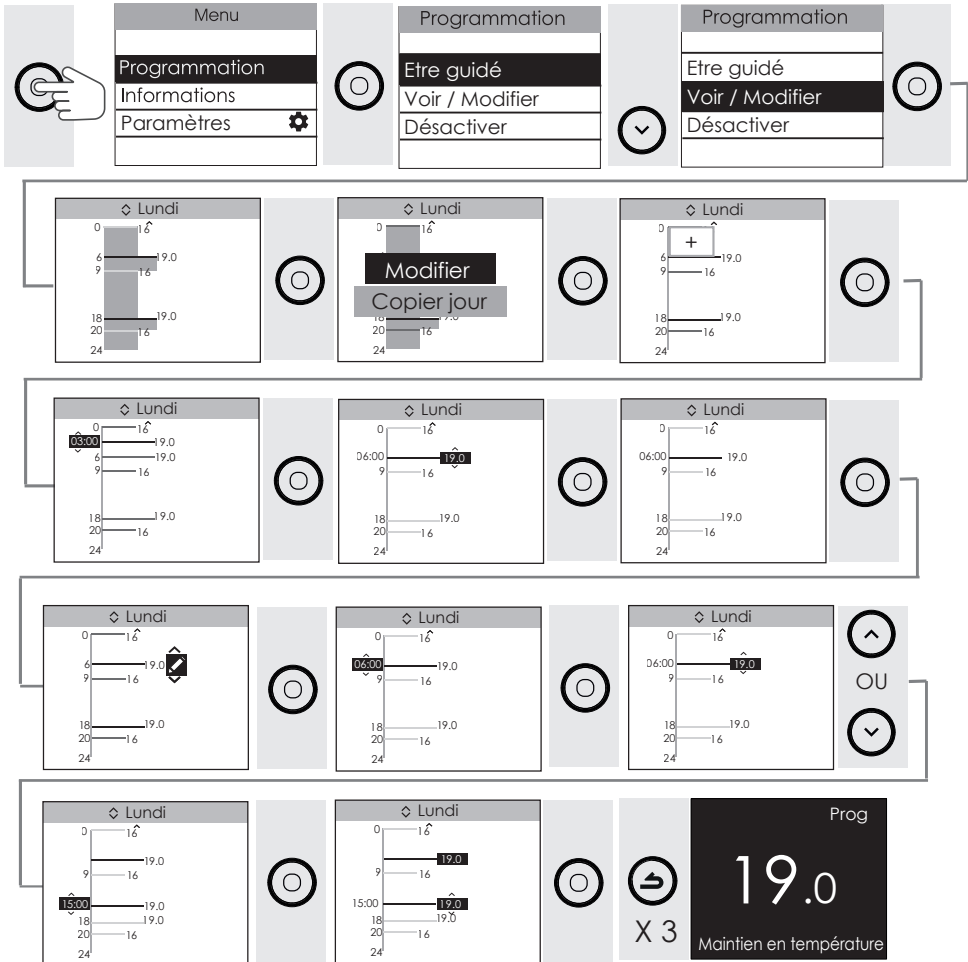 Menu
Programmation
Informations
Paramètres
Programmation
Etre guidé
Voir / Modifier
Désactiver
Programmation
Etre guidé
Voir / Modifier
Désactiver
Lundi
0 16
6 19.0
9 16
18 19.0
20 16
24
Lundi
0 16
Modifier
Copier jour
18
20 16
24
Lundi
0
+
6 19.0
9 16
18 19.0
20 16
24
Lundi
0 16
03:00 19.0
6 19.0
9 16
18 19.0
20 16
24
Lundi
0 16
06:00 19.0
9 16
18 19.0
20 16
24
Lundi
0 16
06:00 19.0
9 16
18 19.0
20 16
24
Lundi
0 16
6 19.0
9 16
18 19.0
20 16
24
Lundi
0 16
06:00 19.0
9 16
18 19.0
20 16
24
Lundi
0 16
06:00 19.0
9 16
18 19.0
20 16
24
OU
Lundi
0 16
19.0
9 16
15:00 19.0
18 19.0
20 16
24
Lundi
0 16
19.0
9 16
15:00 19.0
18 19.0
20 16
24
X 3
Prog
19.0
Maintien en température